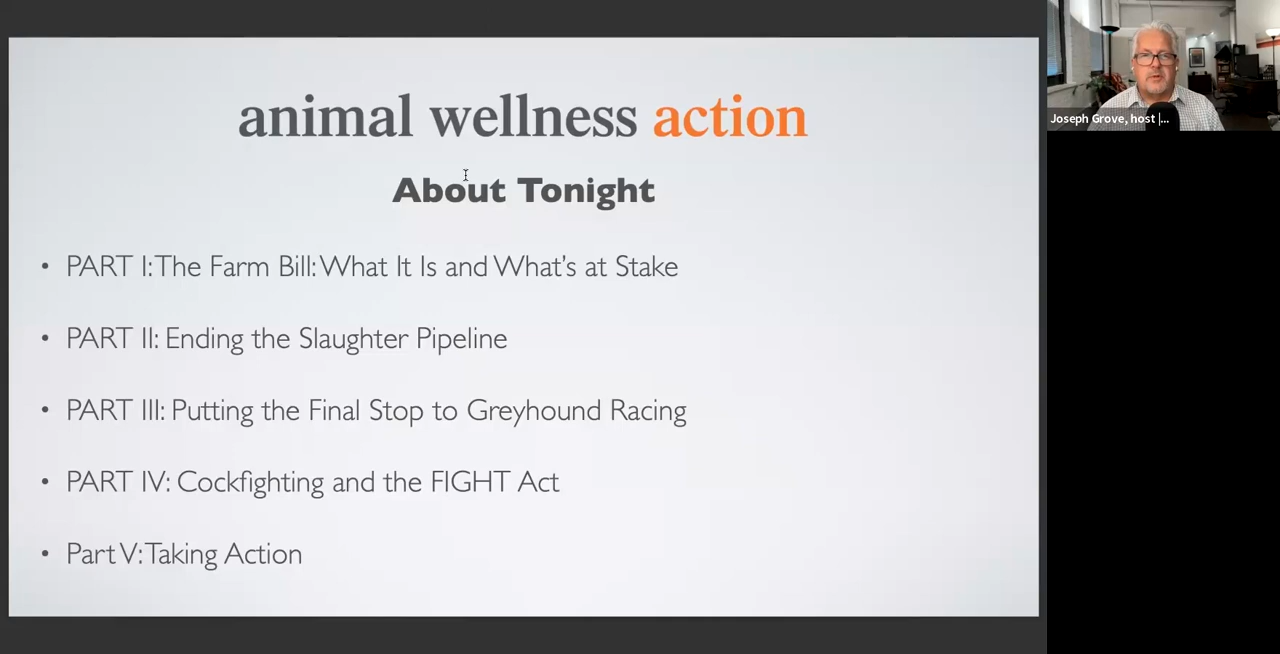 animal wellness action
About Tonight
• PART I: The Farm Bill: What It Is and What's at Stake
• PART II: Ending the Slaughter Pipeline
• PART III: Putting the Final Stop to Greyhound Racing
• PART IV: Cockfighting and the FIGHT Act
• Part V: Taking Action
Joseph Grove, host |...